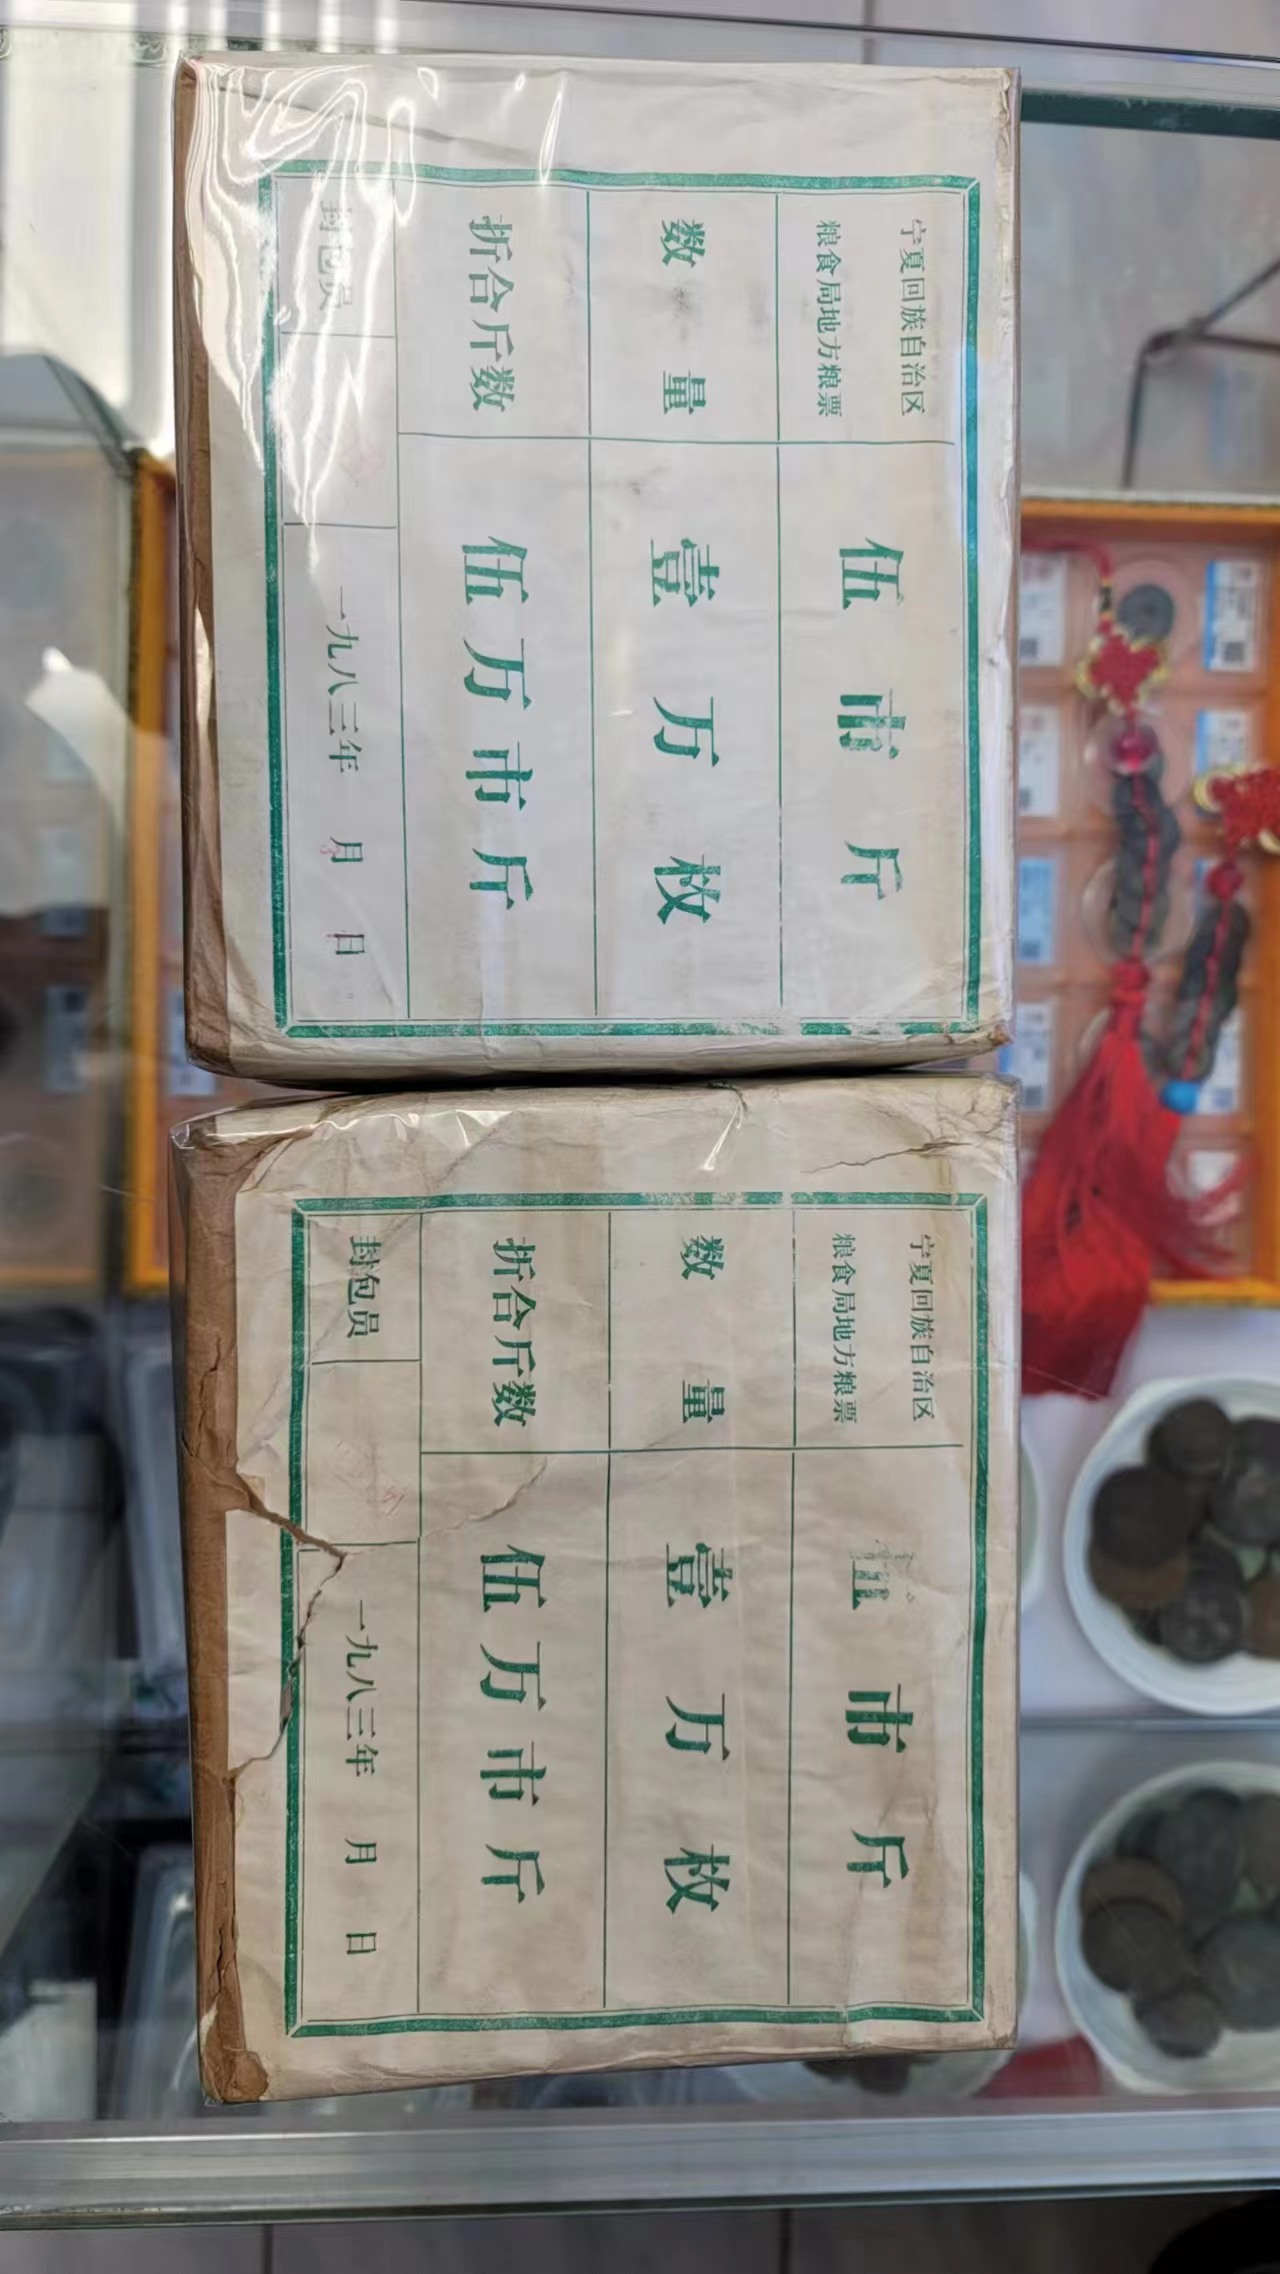 宁夏回族自治区
粮食局地方粮票
伍市斤
数量
壹万枚
折合斤数
伍万市斤
封包员
一九八三年 月 日
宁夏回族自治区
粮食局地方粮票
伍市斤
数量
壹万枚
折合斤数
伍万市斤
封包员
一九八三年 月 日